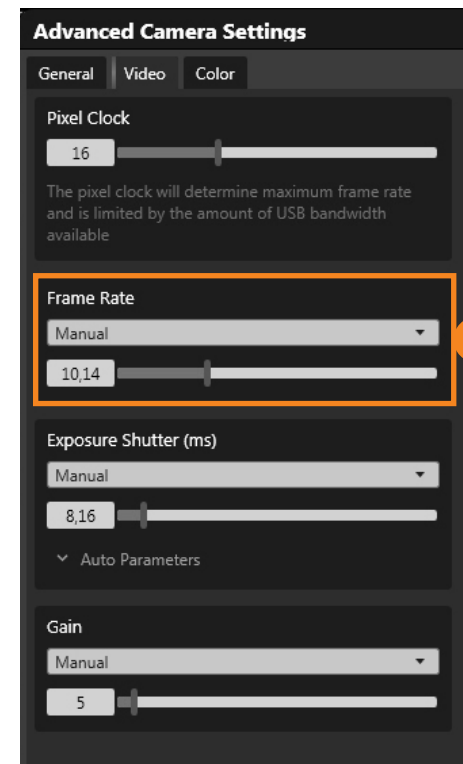 Advanced Camera Settings
General Video Color
Pixel Clock
16
The pixel clock will determine maximum frame rate
and is limited by the amount of USB bandwidth
available
Frame Rate
Manual
10,14
Exposure Shutter (ms)
Manual
8,16
Auto Parameters
Gain
Manual
5